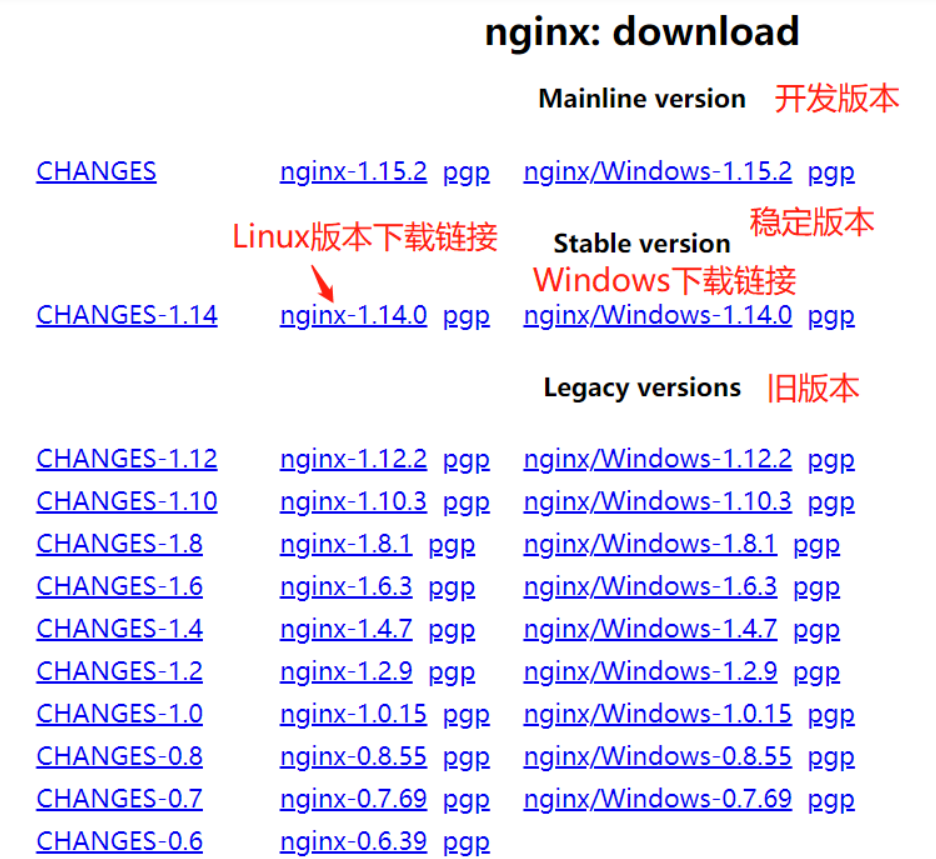 nginx: download
Mainline version 开发版本
CHANGES nginx-1.15.2 pgp nginx/Windows-1.15.2 pgp
稳定版本
Linux版本下载链接 Stable version
Windows下载链接
CHANGES-1.14 nginx-1.14.0 pgp nginx/Windows-1.14.0 pgp
Legacy versions 旧版本
CHANGES-1.12 nginx-1.12.2 pgp nginx/Windows-1.12.2 pgp
CHANGES-1.10 nginx-1.10.3 pgp nginx/Windows-1.10.3 pgp
CHANGES-1.8 nginx-1.8.1 pgp nginx/Windows-1.8.1 pgp
CHANGES-1.6 nginx-1.6.3 pgp nginx/Windows-1.6.3 pgp
CHANGES-1.4 nginx-1.4.7 pgp nginx/Windows-1.4.7 pgp
CHANGES-1.2 nginx-1.2.9 pgp nginx/Windows-1.2.9 pgp
CHANGES-1.0 nginx-1.0.15 pgp nginx/Windows-1.0.15 pgp
CHANGES-0.8 nginx-0.8.55 pgp nginx/Windows-0.8.55 pgp
CHANGES-0.7 nginx-0.7.69 pgp nginx/Windows-0.7.69 pgp
CHANGES-0.6 nginx-0.6.39 pgp